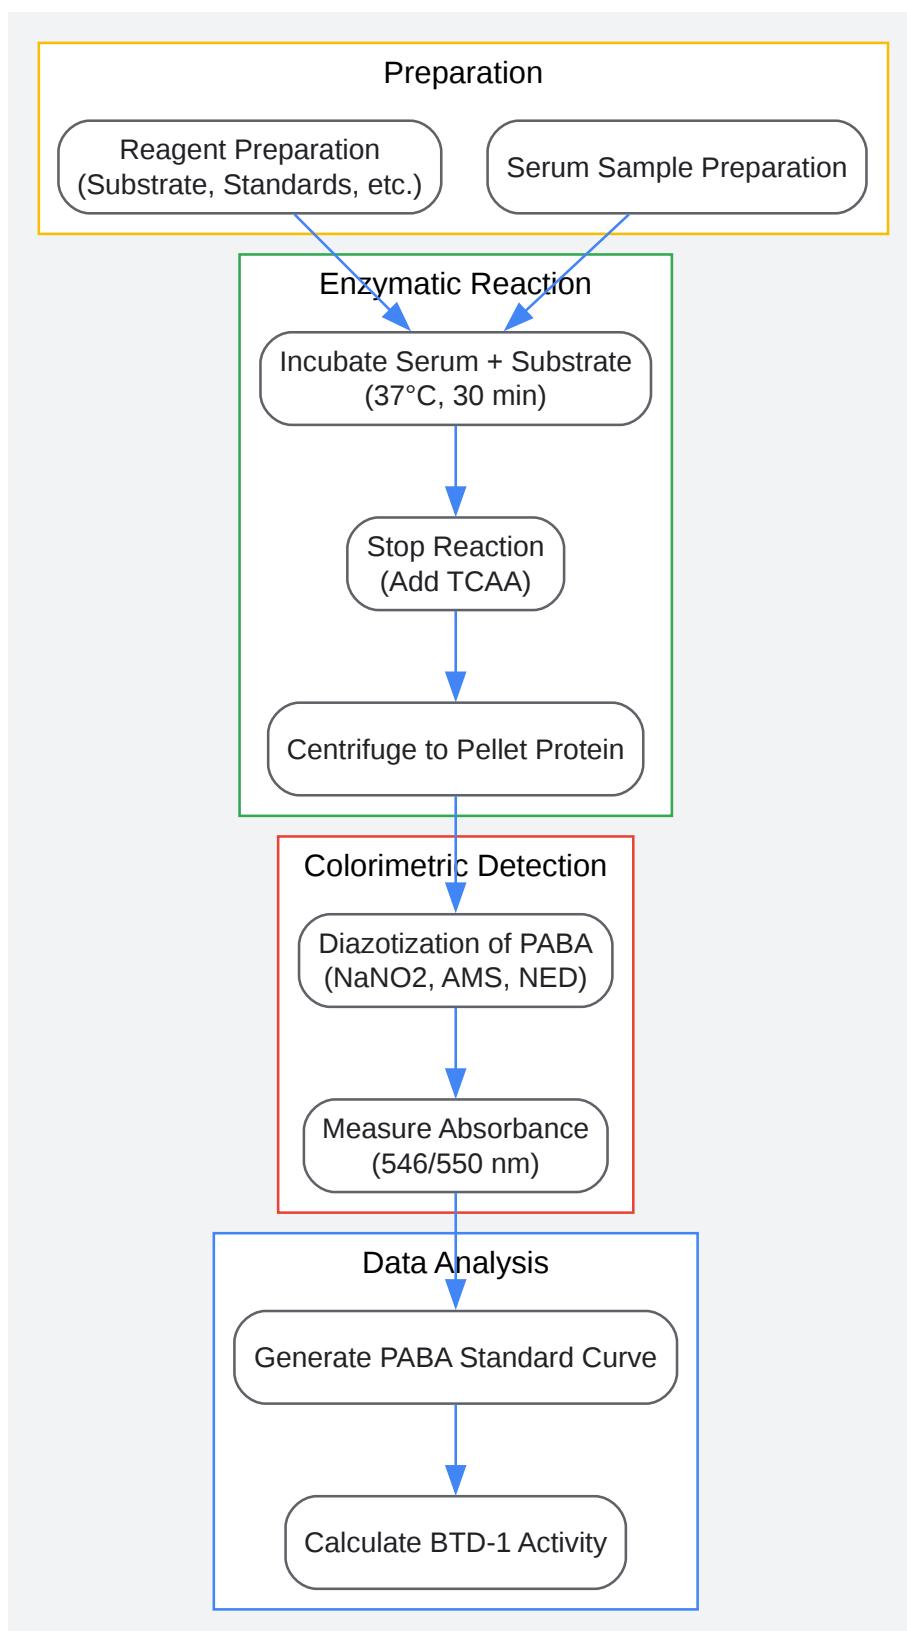 Preparation
Reagent Preparation
(Substrate, Standards, etc.)
Serum Sample Preparation
Enzymatic Reaction
Incubate Serum + Substrate
(37°C, 30 min)
Stop Reaction
(Add TCAA)
Centrifuge to Pellet Protein
Colorimetric Detection
Diazotization of PABA
(NaNO2, AMS, NED)
Measure Absorbance
(546/550 nm)
Data Analysis
Generate PABA Standard Curve
Calculate BTD-1 Activity